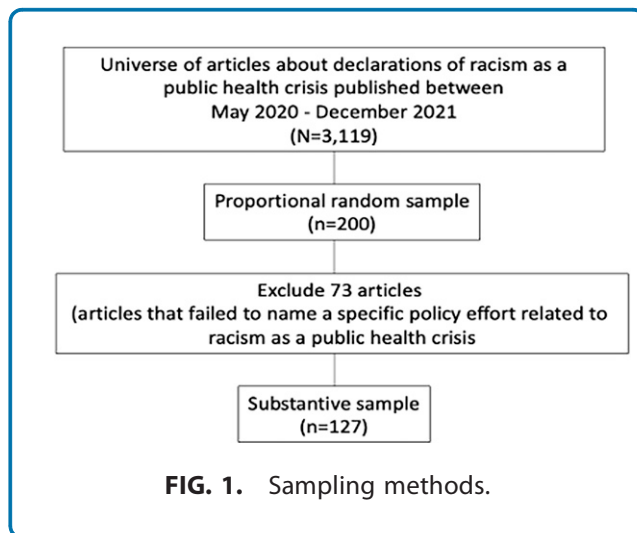 Universe of articles about declarations of racism as a
public health crisis published between
May 2020 - December 2021
(N=3,119)
Proportional random sample
(n=200)
Exclude 73 articles
(articles that failed to name a specific policy effort related to
racism as a public health crisis
Substantive sample
(n=127)
FIG. 1. Sampling methods.